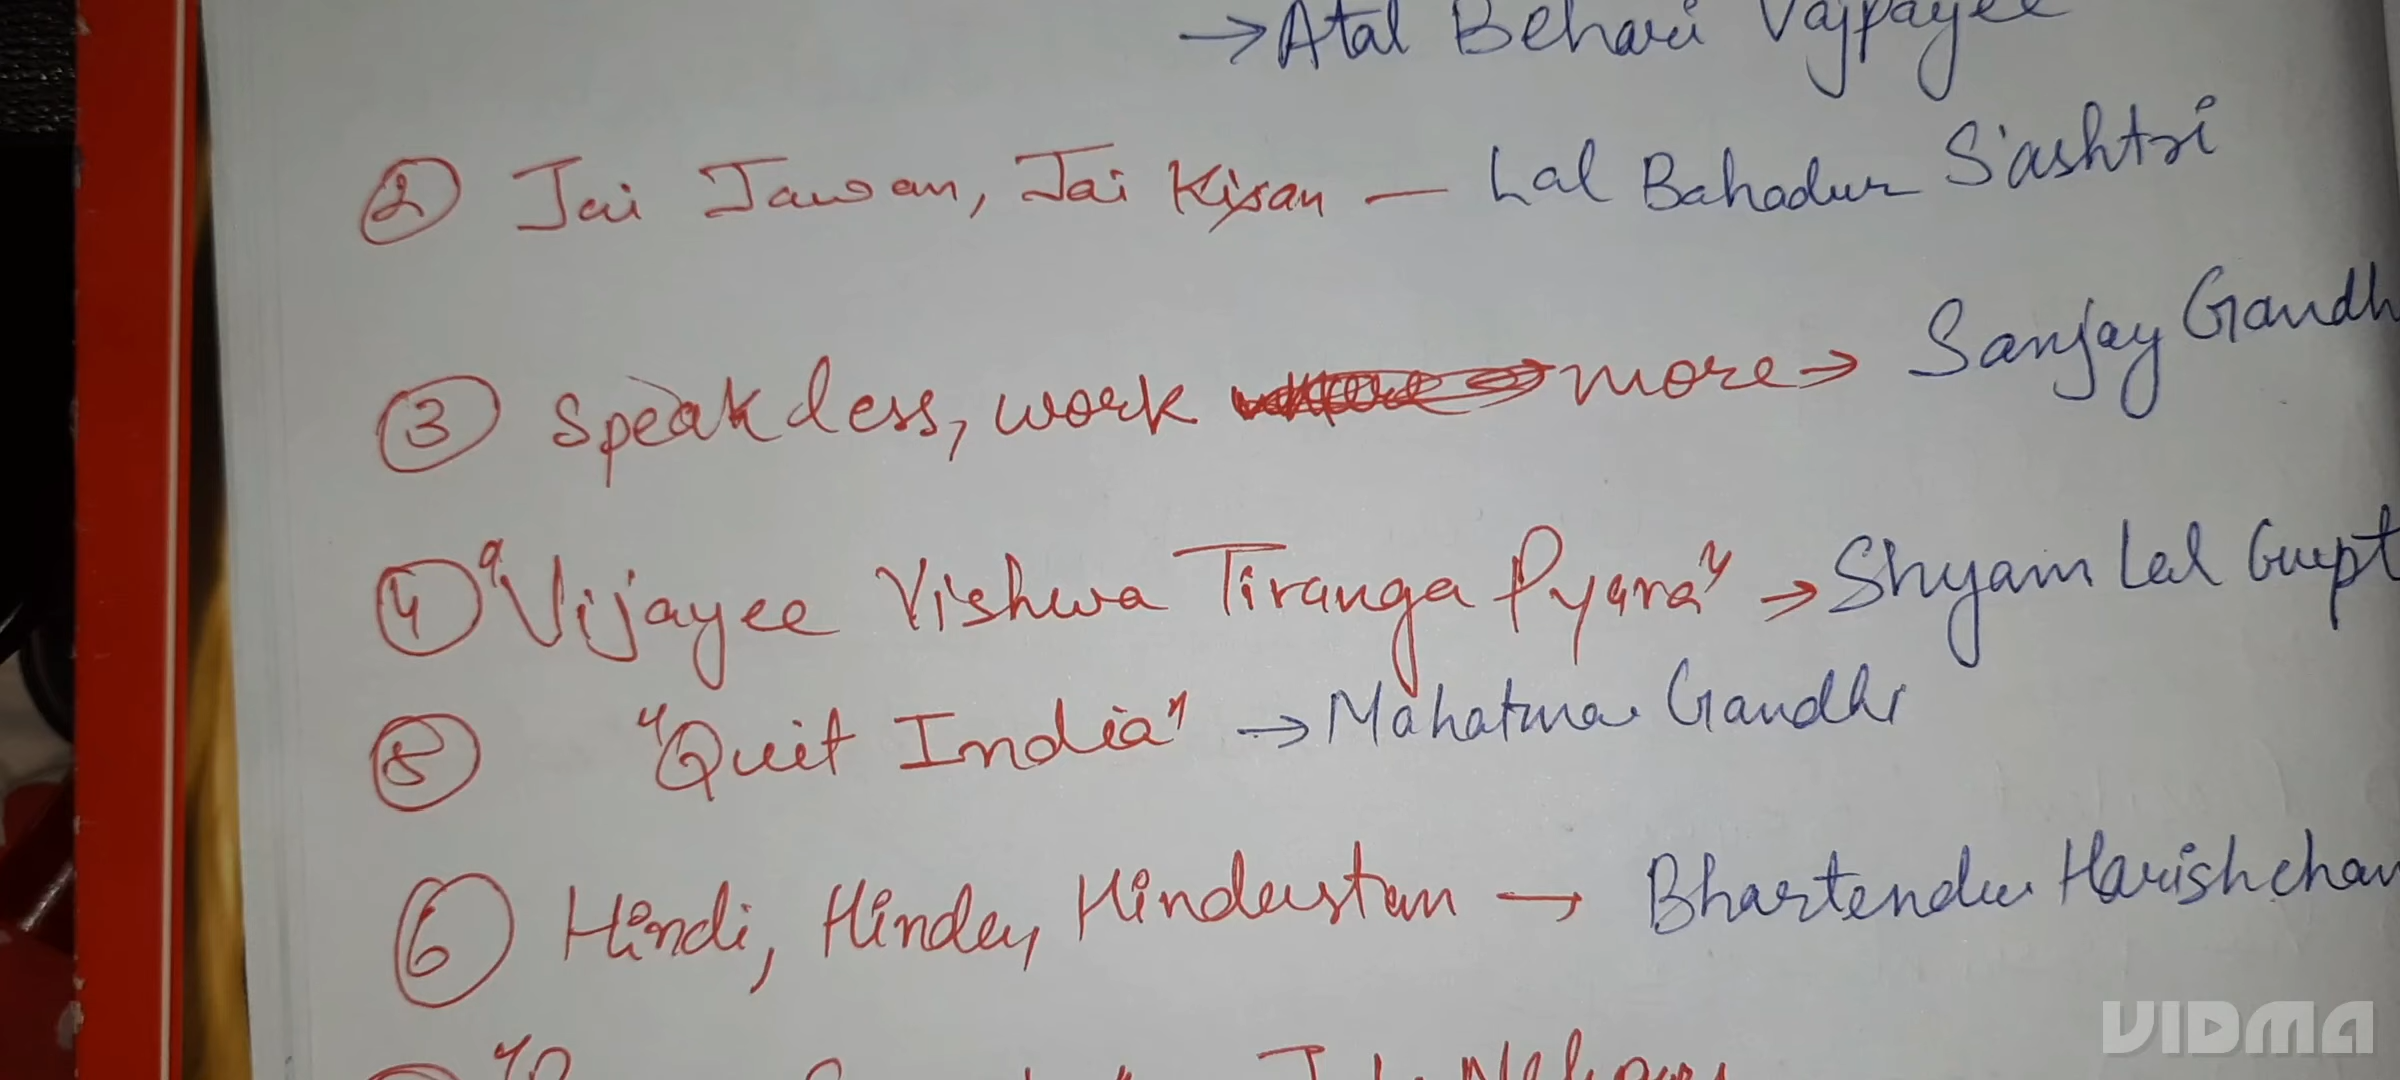 →Atal Behari Vajpayee
② Jai Jawan, Jai Kisan — Lal Bahadur Sashtri
③ Speak less, work more → Sanjay Gandh
④ "Vijayee Vishwa Tiranga Pyara" → Shyam Lal Gupt
⑤ "Quit India" → Mahatma Gandhi
⑥ Hindi, Hindu, Hindustan → Bhartendu Harishchan
VIDMA